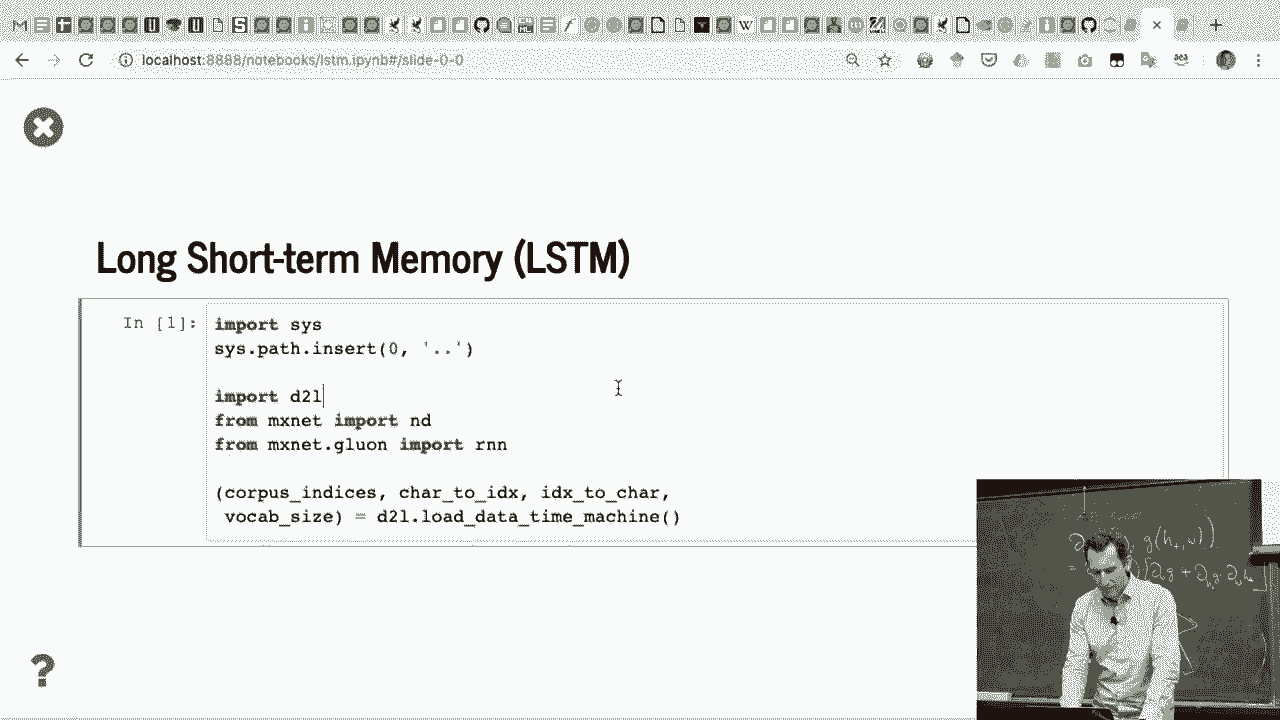 localhost:8888/notebooks/lstm.ipynb#/slide-0-0
Long Short-term Memory (LSTM)
In [1]:
import sys
sys.path.insert(0, '..')
import d2l
from mxnet import nd
from mxnet.gluon import rnn
(corpus_indices, char_to_idx, idx_to_char,
vocab_size) = d2l.load_data_time_machine()
?